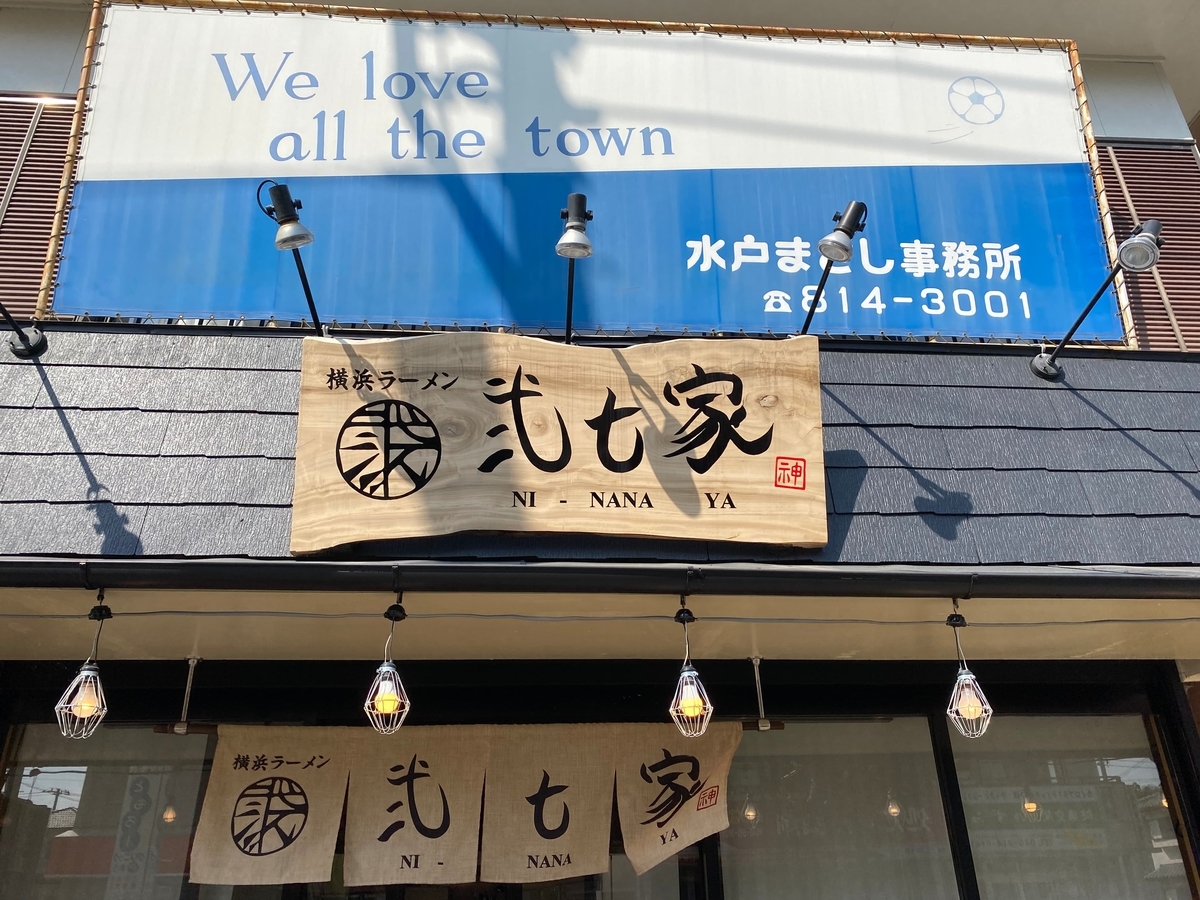 We love
all the town
水戸まさし事務所
☎814-3001
横浜ラーメン
弐七家
神
NI - NANA YA
横浜ラーメン
弐七家
神
NI - NANA YA